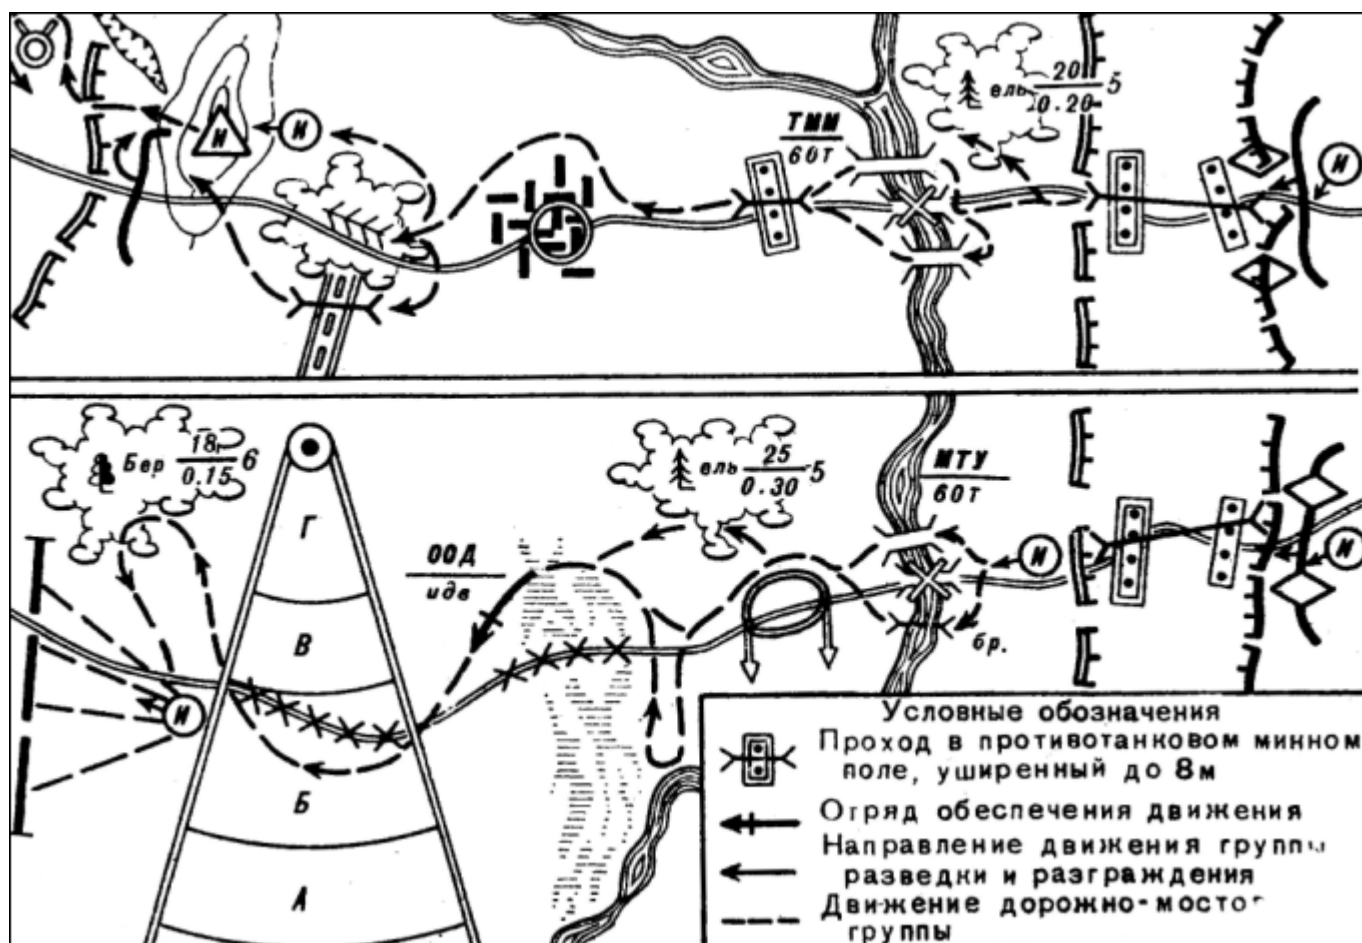 И
И
ТММ
60т
ель 20 5
0.20
И
Бер 18 6
0.15
Г
В
Б
А
И
ООД
идв
ель 25 5
0.30
МТУ
60т
И
бр.
И
Условные обозначения
Проход в противотанковом минном
поле, уширенный до 8м
Отряд обеспечения движения
Направление движения группы
разведки и разграждения
Движение дорожно-мостов
группы